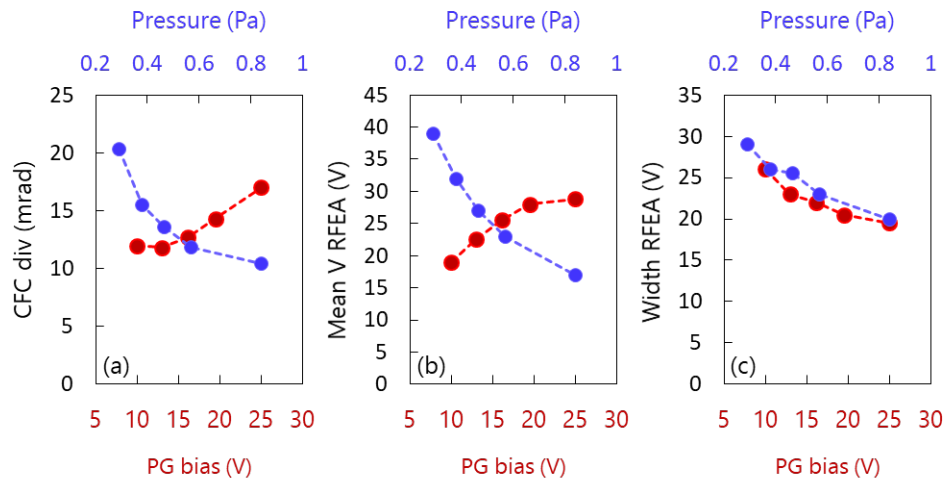 Pressure (Pa)
0.2 0.4 0.6 0.8 1
CFC div (mrad)
25
20
15
10
5
0
(a)
5 10 15 20 25 30
PG bias (V)
Pressure (Pa)
0.2 0.4 0.6 0.8 1
Mean V RFEA (V)
45
40
35
30
25
20
15
10
5
0
(b)
5 10 15 20 25 30
PG bias (V)
Pressure (Pa)
0.2 0.4 0.6 0.8 1
Width RFEA (V)
35
30
25
20
15
10
5
0
(c)
5 10 15 20 25 30
PG bias (V)